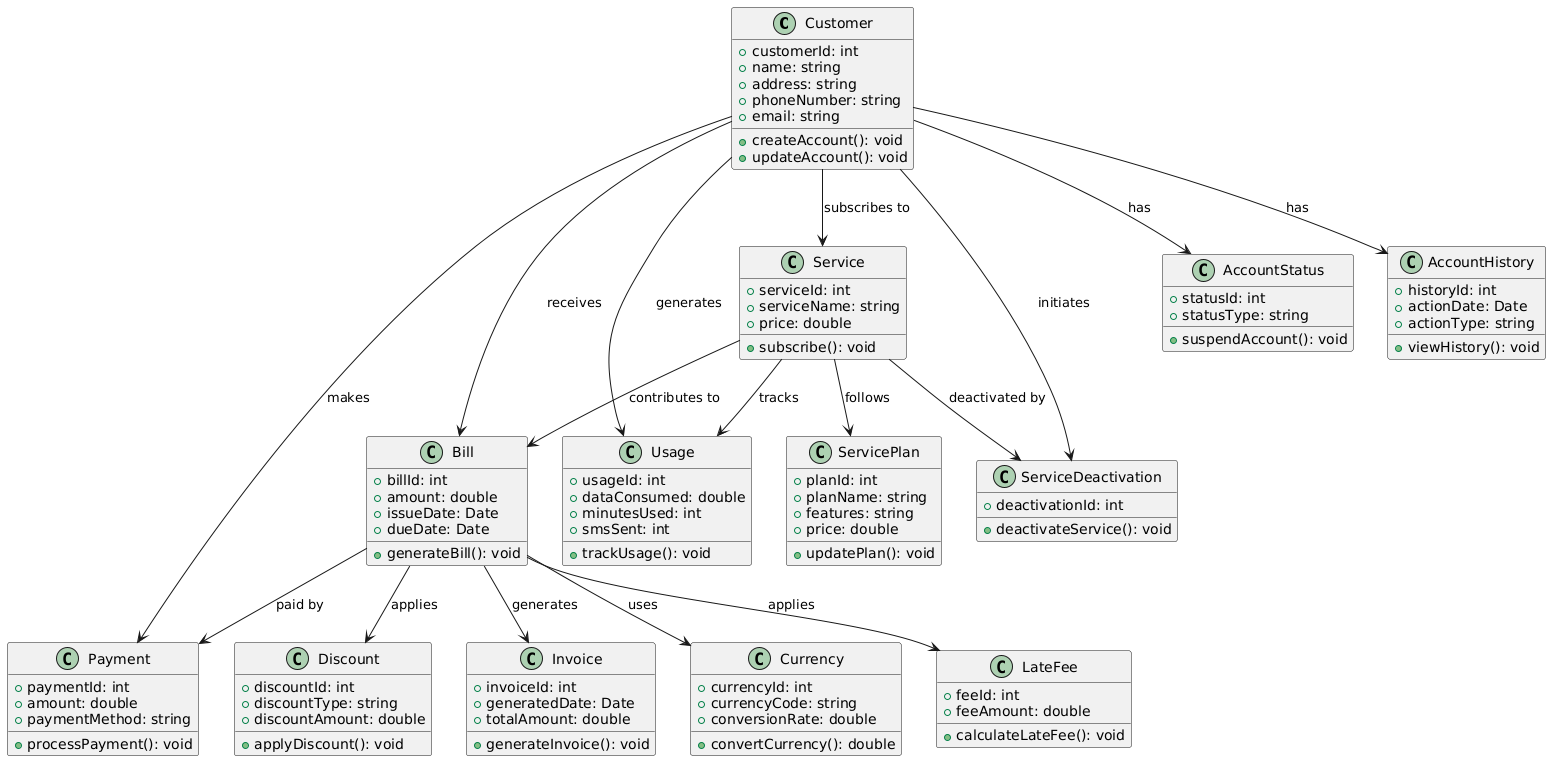 C Customer
customerId: int
name: string
address: string
phoneNumber: string
email: string
createAccount(): void
updateAccount(): void
subscribes to
has
has
C Service
serviceId: int
serviceName: string
price: double
subscribe(): void
C AccountStatus
statusId: int
statusType: string
suspendAccount(): void
C AccountHistory
historyId: int
actionDate: Date
actionType: string
viewHistory(): void
receives
generates
initiates
makes
contributes to
tracks
follows
deactivated by
C Bill
billId: int
amount: double
issueDate: Date
dueDate: Date
generateBill(): void
C Usage
usageId: int
dataConsumed: double
minutesUsed: int
smsSent: int
trackUsage(): void
C ServicePlan
planId: int
planName: string
features: string
price: double
updatePlan(): void
C ServiceDeactivation
deactivationId: int
deactivateService(): void
paid by
applies
generates
uses
applies
C Payment
paymentId: int
amount: double
paymentMethod: string
processPayment(): void
C Discount
discountId: int
discountType: string
discountAmount: double
applyDiscount(): void
C Invoice
invoiceId: int
generatedDate: Date
totalAmount: double
generateInvoice(): void
C Currency
currencyId: int
currencyCode: string
conversionRate: double
convertCurrency(): double
C LateFee
feeId: int
feeAmount: double
calculateLateFee(): void